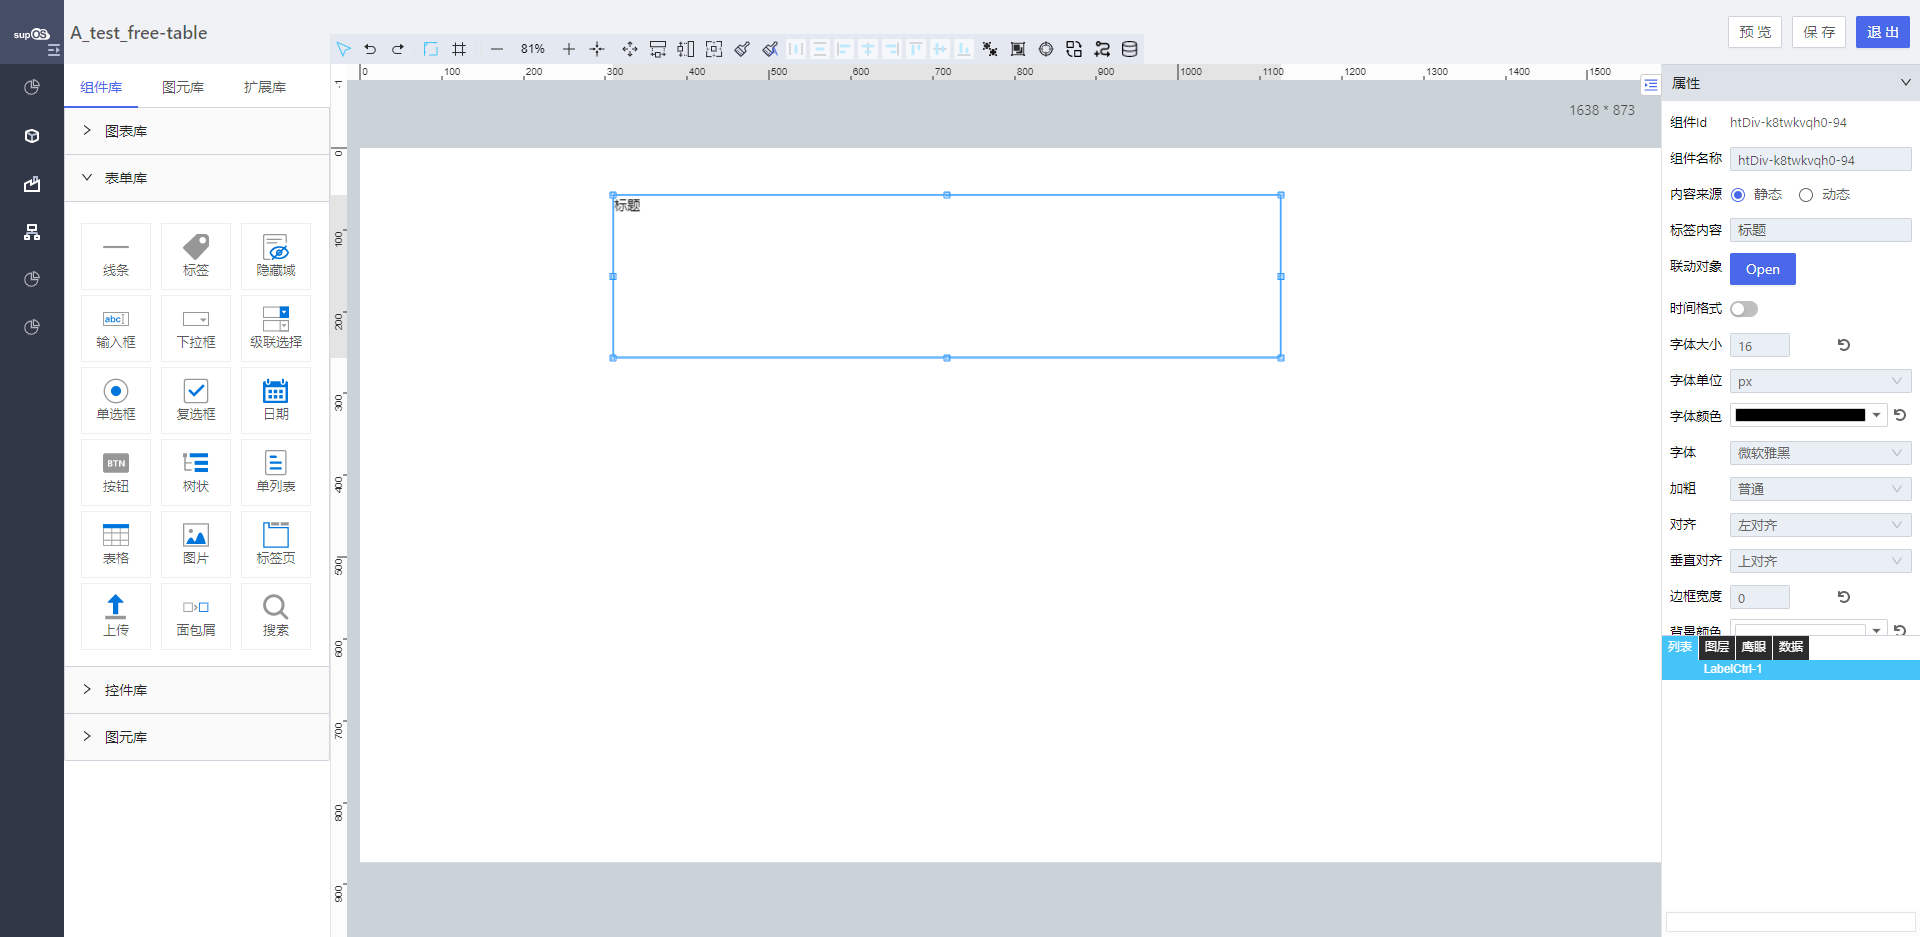 supOS
A_test_free-table
预 览
保 存
退 出
81%
组件库
图元库
扩展库
图表库
表单库
线条
标签
隐藏域
abc
输入框
下拉框
级联选择
单选框
复选框
日期
BTN
按钮
树状
单列表
表格
图片
标签页
上传
面包屑
搜索
控件库
图元库
0
100
200
300
400
500
600
700
800
900
1000
1100
1200
1300
1400
1500
0
100
200
300
400
500
600
700
800
900
1638 * 873
标题
属性
组件Id
htDiv-k8twkvqh0-94
组件名称
htDiv-k8twkvqh0-94
内容来源
静态
动态
标签内容
标题
联动对象
Open
时间格式
字体大小
16
字体单位
px
字体颜色
字体
微软雅黑
加粗
普通
对齐
左对齐
垂直对齐
上对齐
边框宽度
0
背景颜色
列表
图层
鹰眼
数据
LabelCtrl-1